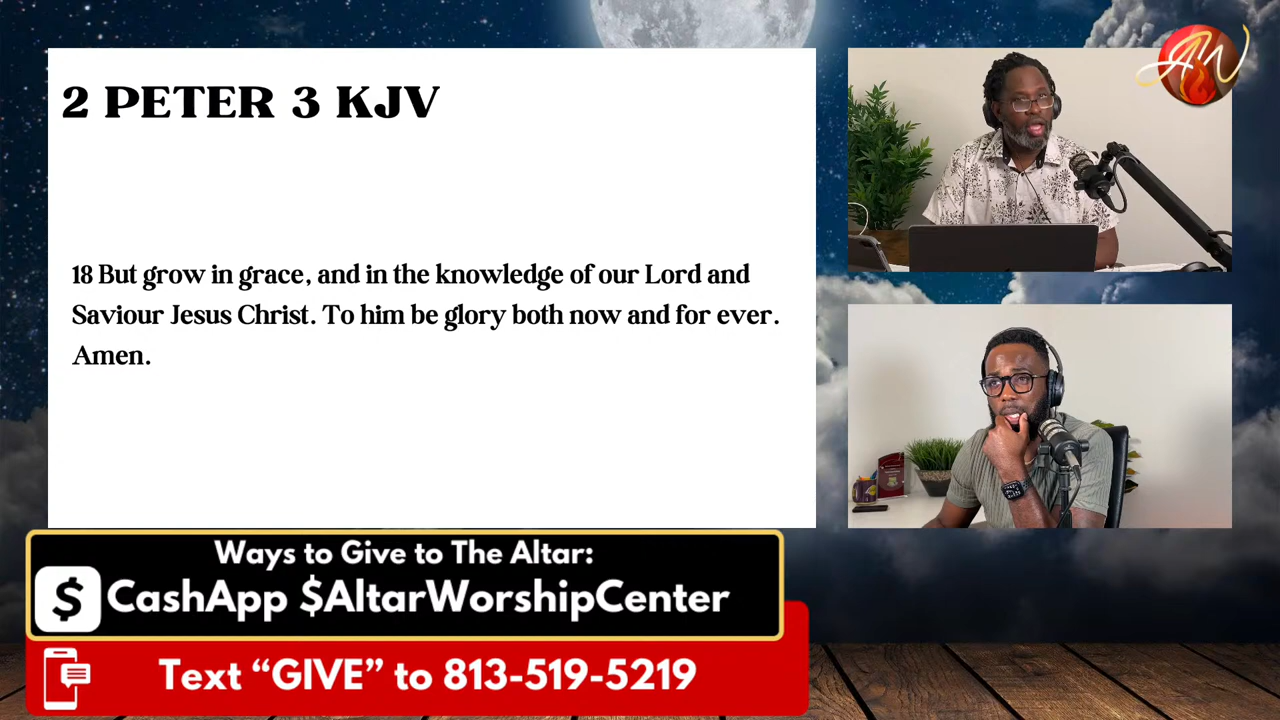 2 PETER 3 KJV
18 But grow in grace, and in the knowledge of our Lord and
Saviour Jesus Christ. To him be glory both now and for ever.
Amen.
AW
Ways to Give to The Altar:
$ CashApp $AltarWorshipCenter
Text “GIVE” to 813-519-5219